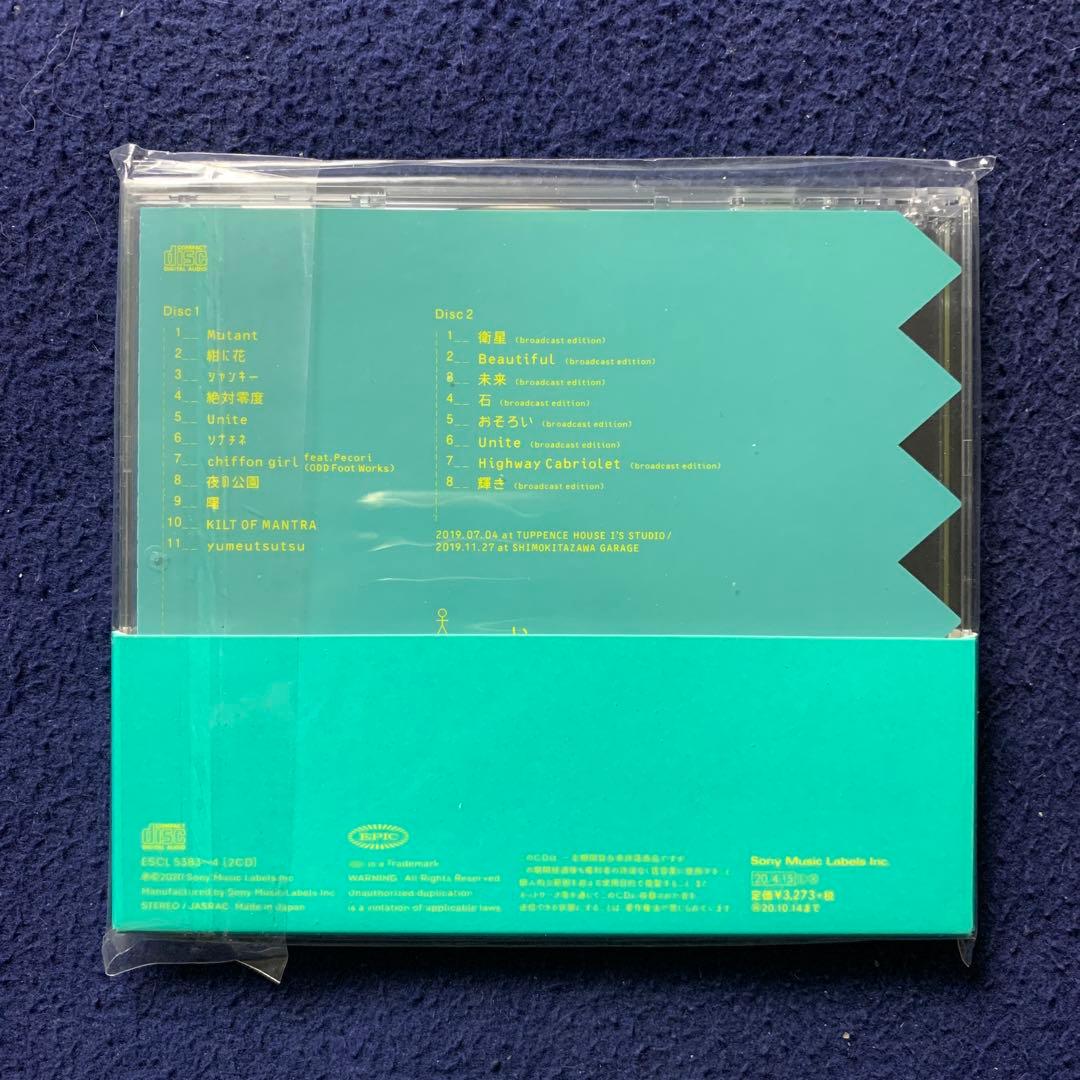 COMPACT
disc
DIGITAL AUDIO
Disc 1
1__ Mutant
2__ 紺に花
3__ シャンキー
4__ 絶対零度
5__ Unite
6__ ソナチネ
7__ chiffon girl feat.Pecori (ODD Foot Works)
8__ 夜の公園
9__ 曙
10__ KILT OF MANTRA
11__ yumeutsutsu
Disc 2
1__ 衛星 (broadcast edition)
2__ Beautiful (broadcast edition)
3__ 未来 (broadcast edition)
4__ 石 (broadcast edition)
5__ おそろい (broadcast edition)
6__ Unite (broadcast edition)
7__ Highway Cabriolet (broadcast edition)
8__ 輝き (broadcast edition)
2019.07.04 at TUPPENCE HOUSE I'S STUDIO/
2019.11.27 at SHIMOKITAZAWA GARAGE
COMPACT
disc
DIGITAL AUDIO
ESCL 5383~4 [2CD]
℗©2020 Sony Music Labels Inc.
Manufactured by Sony Music Labels Inc.
STEREO / JASRAC Made in Japan
EPIC
is a Trademark
WARNING: All Rights Reserved.
Unauthorized duplication
is a violation of applicable laws.
Sony Music Labels Inc.
'20.4.15
定価¥3,273+税
20.10.14まで